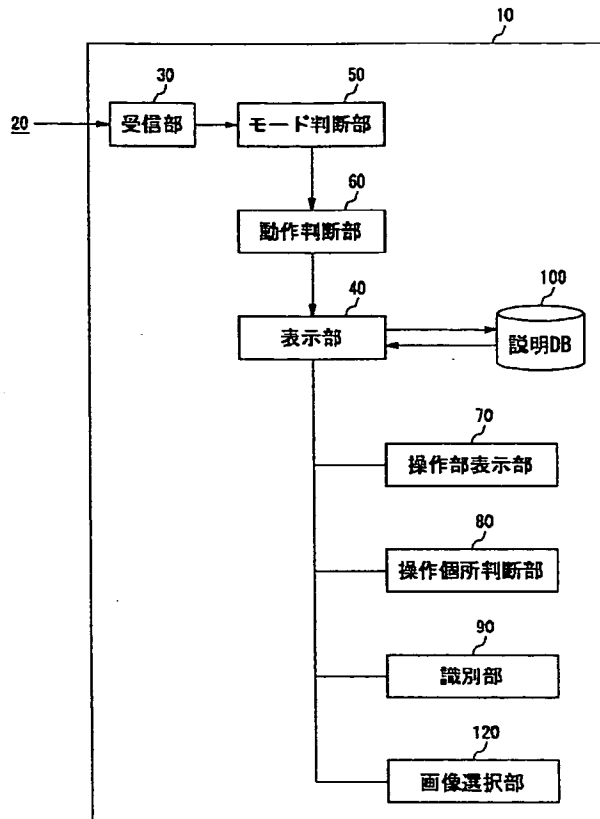 10
30
50
20
受信部
モード判断部
60
動作判断部
40
100
表示部
説明DB
70
操作部表示部
80
操作個所判断部
90
識別部
120
画像選択部